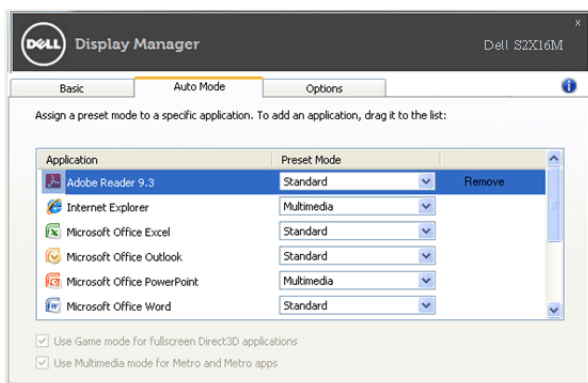 x
DELL Display Manager Dell S2X16M
Basic Auto Mode Options i
Assign a preset mode to a specific application. To add an application, drag it to the list:
Application Preset Mode
Adobe Reader 9.3 Standard Remove
Internet Explorer Multimedia
Microsoft Office Excel Standard
Microsoft Office Outlook Standard
Microsoft Office PowerPoint Multimedia
Microsoft Office Word Standard
Use Game mode for fullscreen Direct3D applications
Use Multimedia mode for Metro and Metro apps